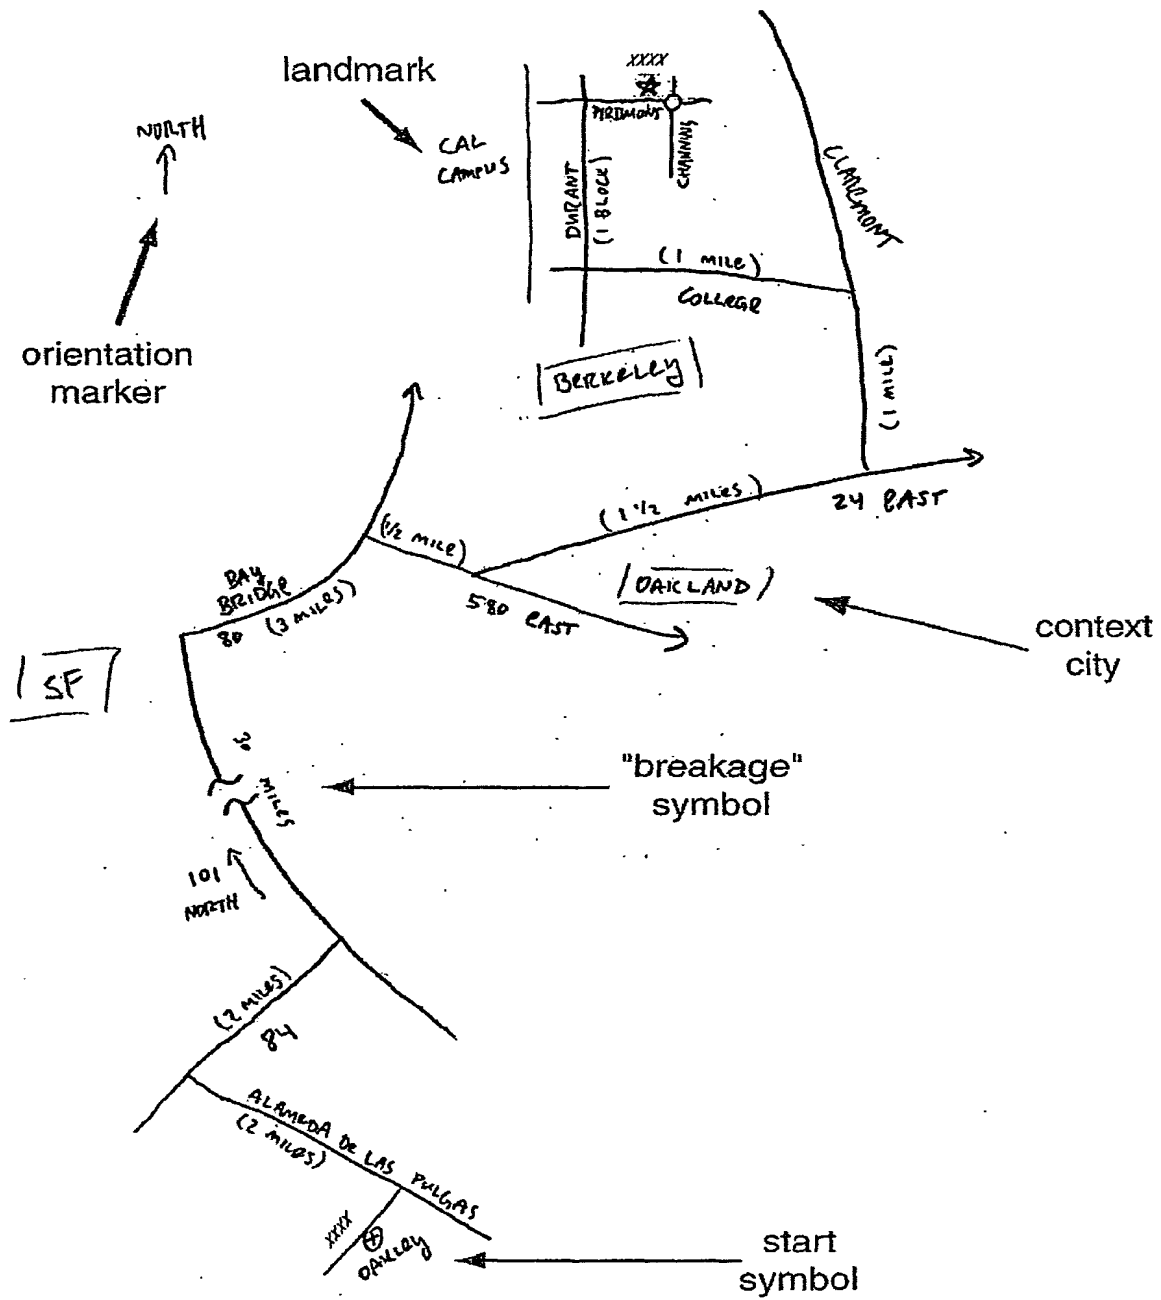 landmark
XXXX
NORTH
CAL
CAMPUS
PIEDMONT
CHANNING
DURANT
(1 BLOCK)
CLAREMONT
(1 MILE)
COLLEGE
orientation
marker
BERKELEY
(1 MILE)
(1 1/2 MILES)
24 EAST
(1/2 MILE)
BAY
BRIDGE
80 (3 MILES)
580 EAST
OAKLAND
context
city
SF
30
MILES
"breakage"
symbol
101
NORTH
(2 MILES)
84
ALAMEDA DE LAS PULGAS
(2 MILES)
XXXX
OAKLEY
start
symbol